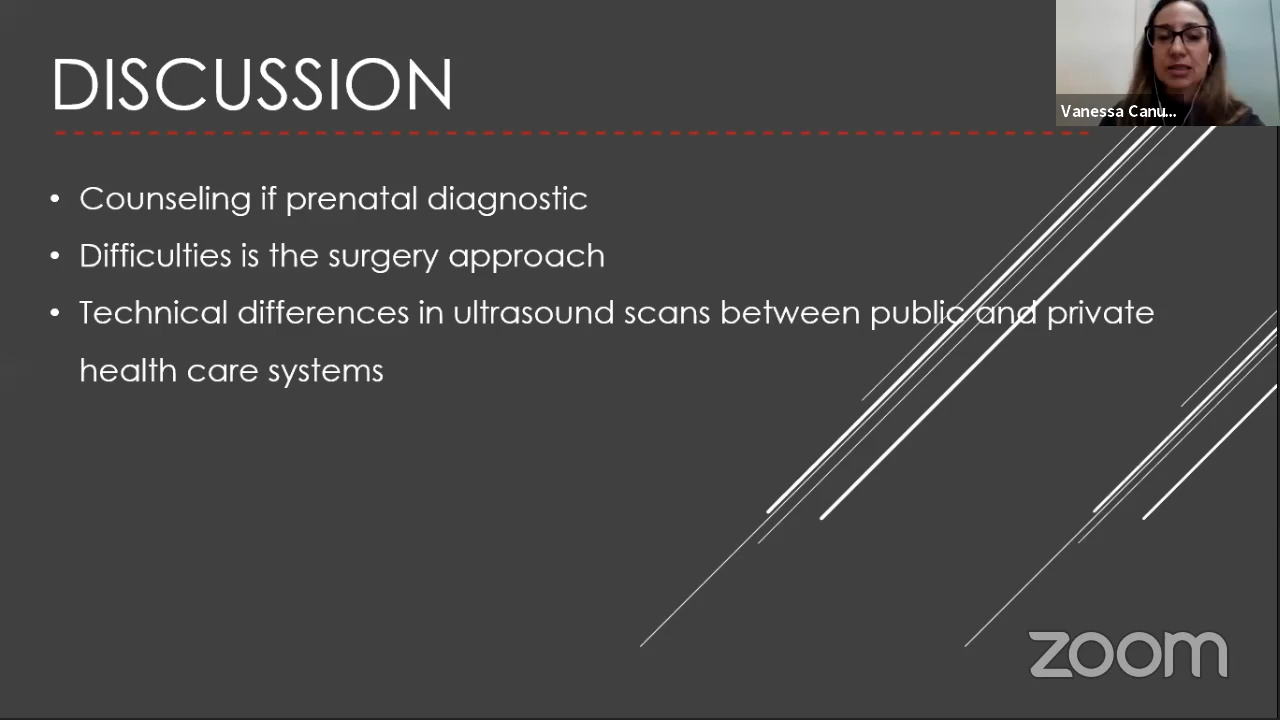 DISCUSSION
Vanessa Canu...
• Counseling if prenatal diagnostic
• Difficulties is the surgery approach
• Technical differences in ultrasound scans between public and private
health care systems
zoom